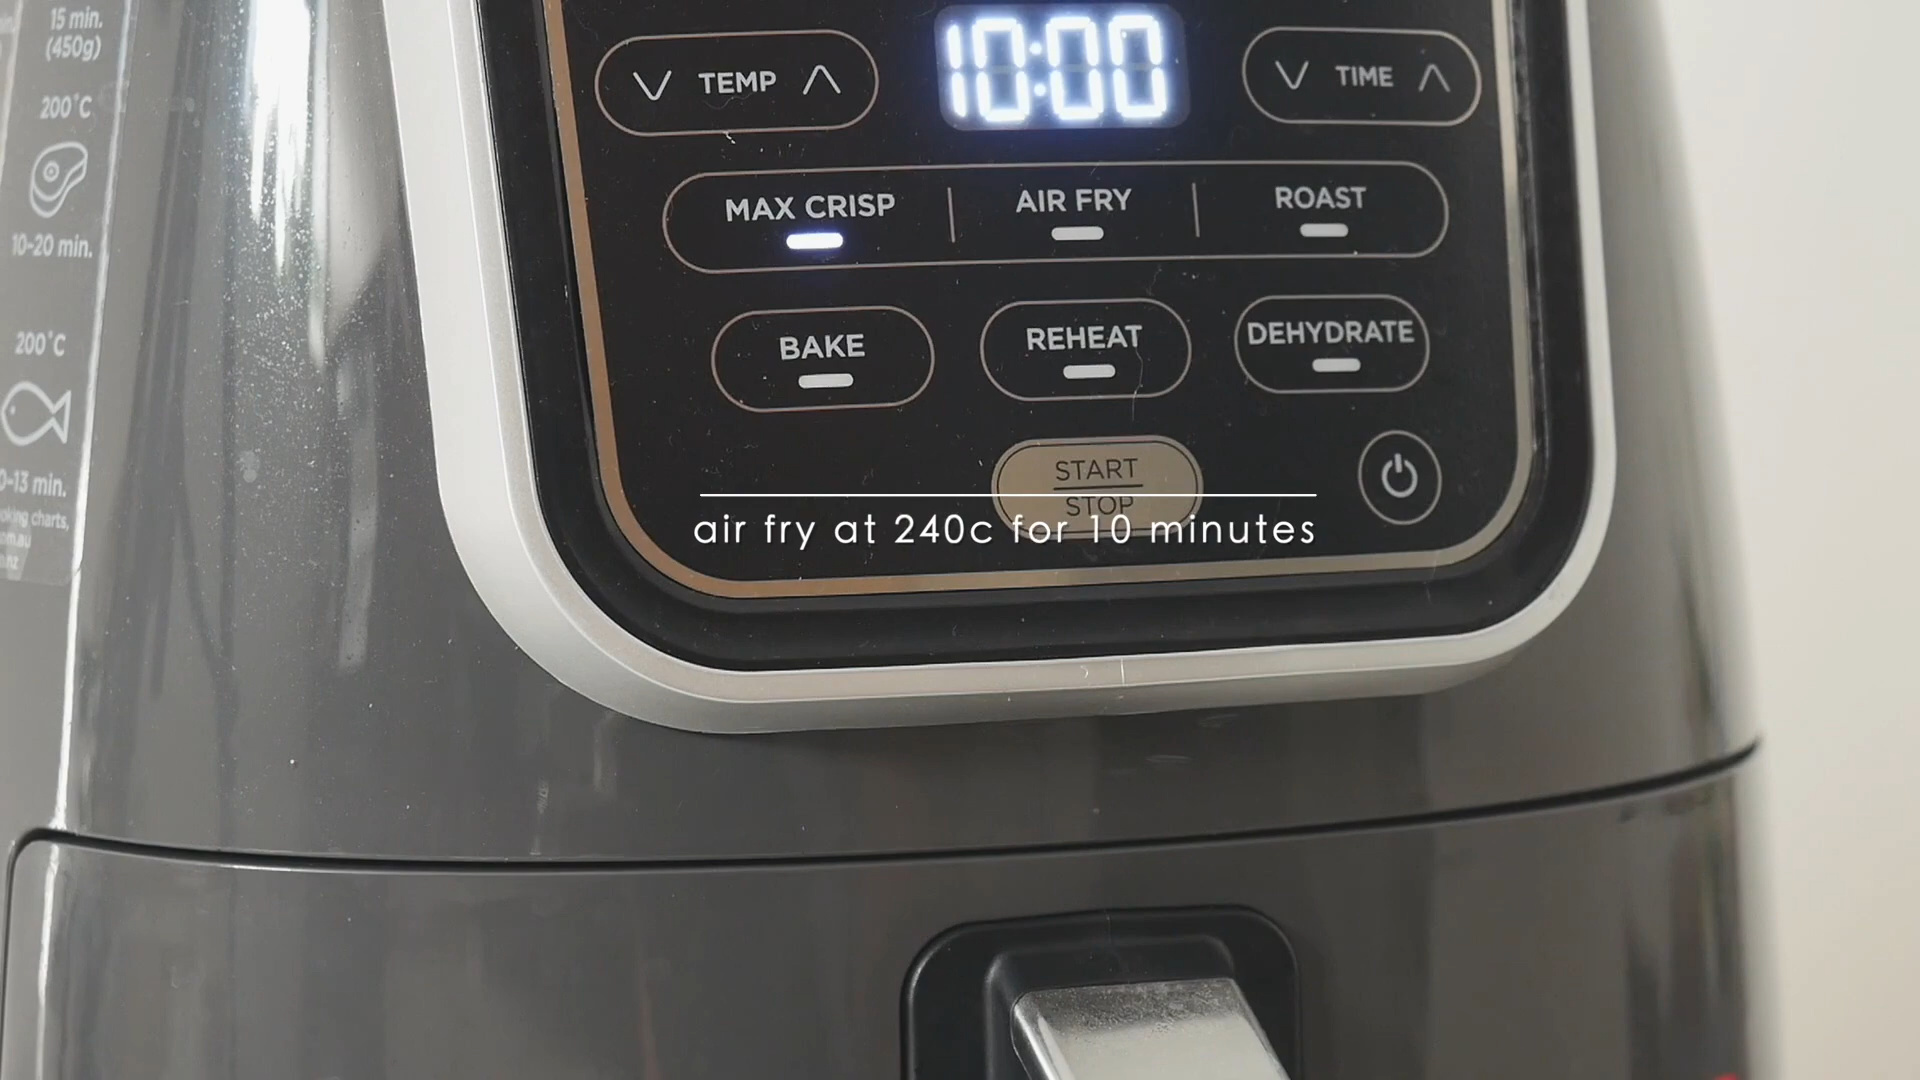 15 min.
(450g)
200°C
10-20 min.
200°C
0-13 min.
charts,
TEMP
10:00
TIME
MAX CRISP
AIR FRY
ROAST
BAKE
REHEAT
DEHYDRATE
START
STOP
air fry at 240c for 10 minutes